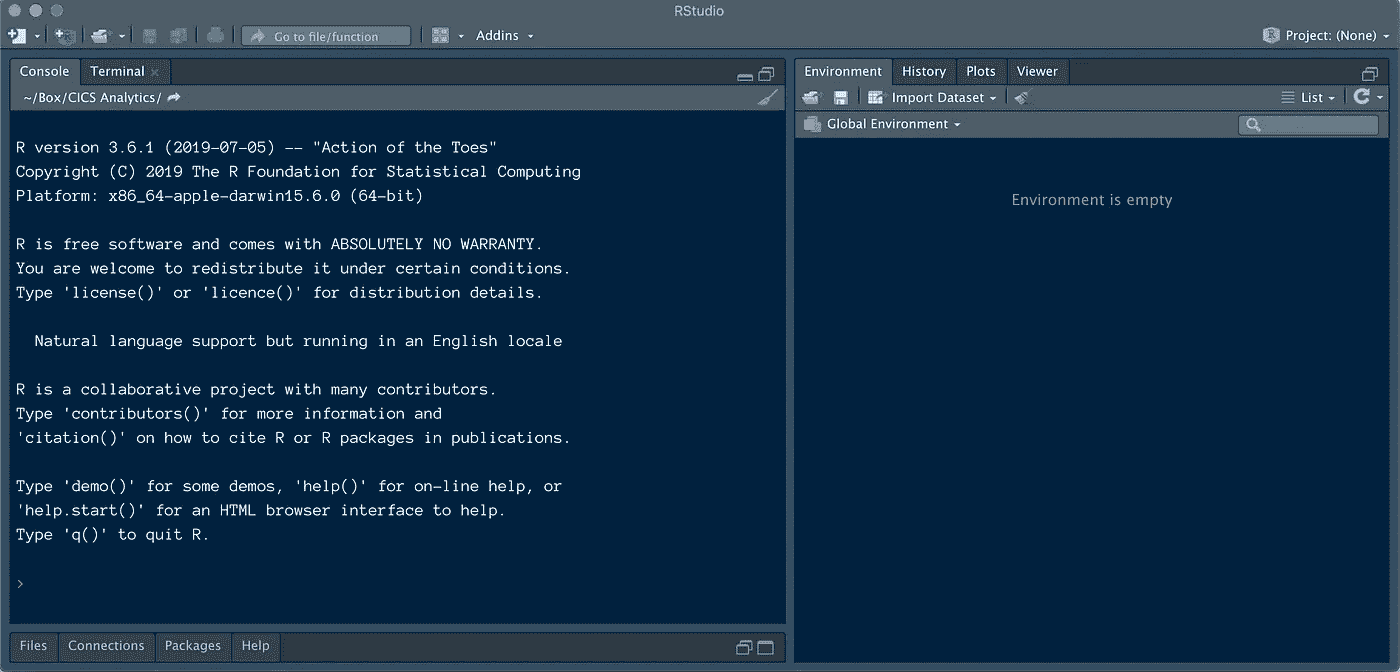 RStudio
Go to file/function
Addins
Project: (None)
Console Terminal
~/Box/CICS Analytics/
R version 3.6.1 (2019-07-05) -- "Action of the Toes"
Copyright (C) 2019 The R Foundation for Statistical Computing
Platform: x86_64-apple-darwin15.6.0 (64-bit)
R is free software and comes with ABSOLUTELY NO WARRANTY.
You are welcome to redistribute it under certain conditions.
Type 'license()' or 'licence()' for distribution details.
Natural language support but running in an English locale
R is a collaborative project with many contributors.
Type 'contributors()' for more information and
'citation()' on how to cite R or R packages in publications.
Type 'demo()' for some demos, 'help()' for on-line help, or
'help.start()' for an HTML browser interface to help.
Type 'q()' to quit R.
>
Files Connections Packages Help
Environment History Plots Viewer
Import Dataset
List
Global Environment
Environment is empty